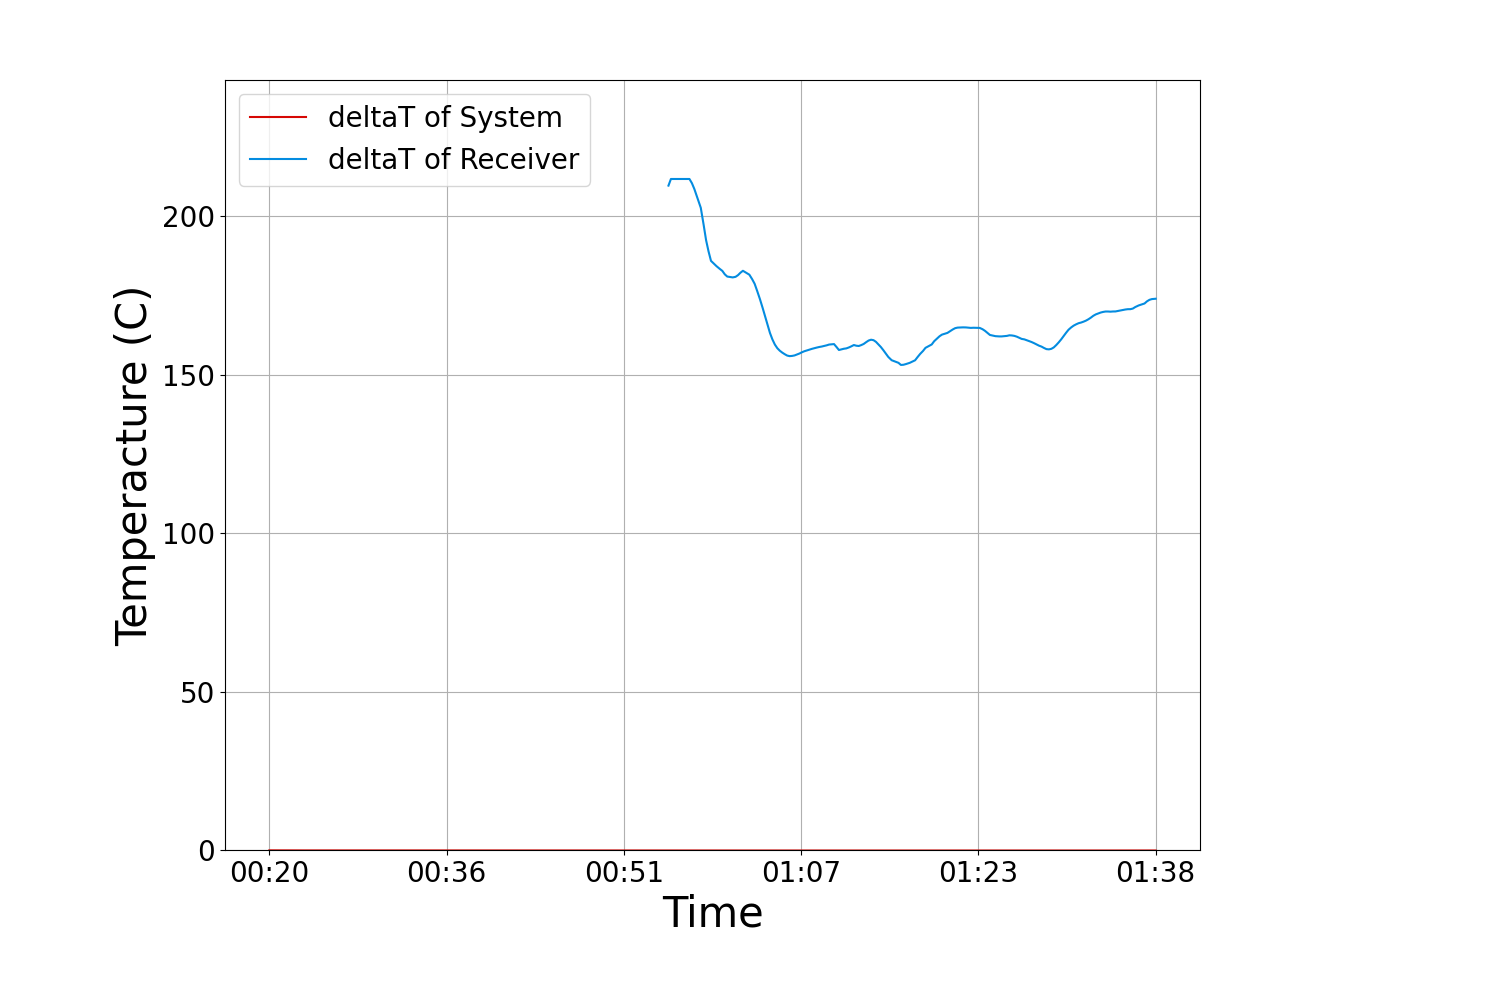 deltaT of System
deltaT of Receiver
200
150
100
50
0
Temperacture (C)
00:20 00:36 00:51 01:07 01:23 01:38
Time